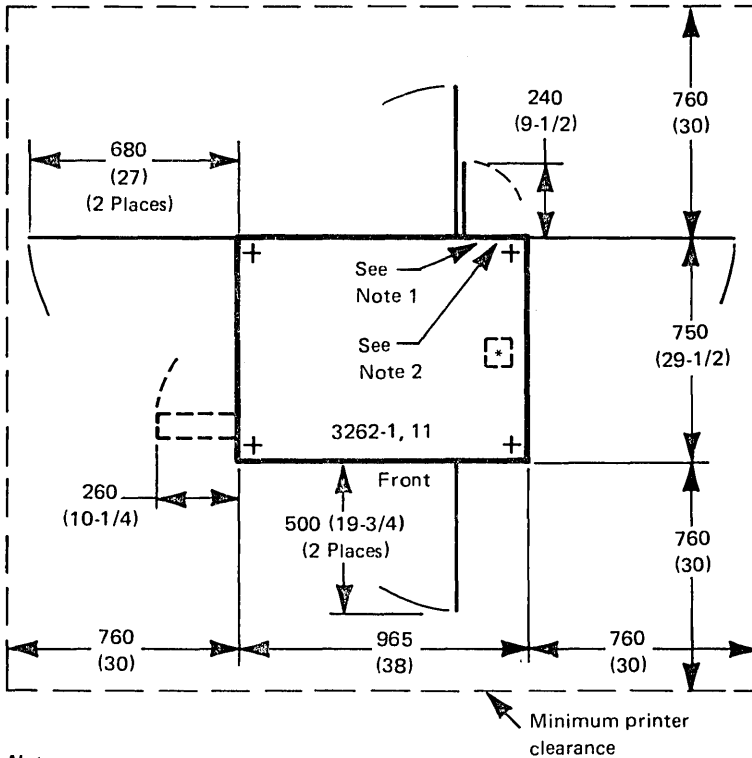 240
(9-1/2)
760
(30)
680
(27)
(2 Places)
See
Note 1
See
Note 2
*
750
(29-1/2)
3262-1, 11
Front
260
(10-1/4)
500 (19-3/4)
(2 Places)
760
(30)
760
(30)
965
(38)
760
(30)
Minimum printer
clearance